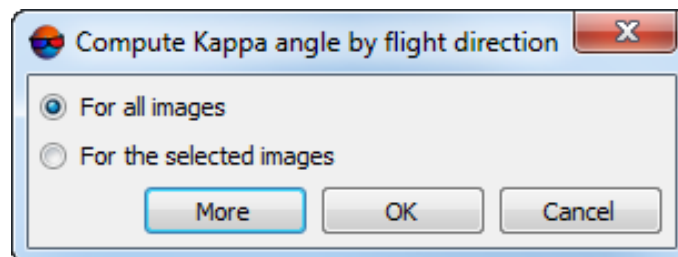 Compute Kappa angle by flight direction
For all images
For the selected images
More OK Cancel